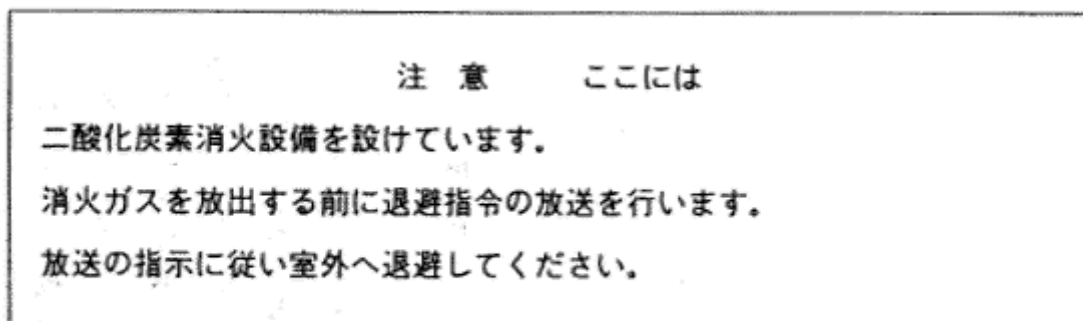 注 意　　ここには
二酸化炭素消火設備を設けています。
消火ガスを放出する前に退避指令の放送を行います。
放送の指示に従い室外へ退避してください。